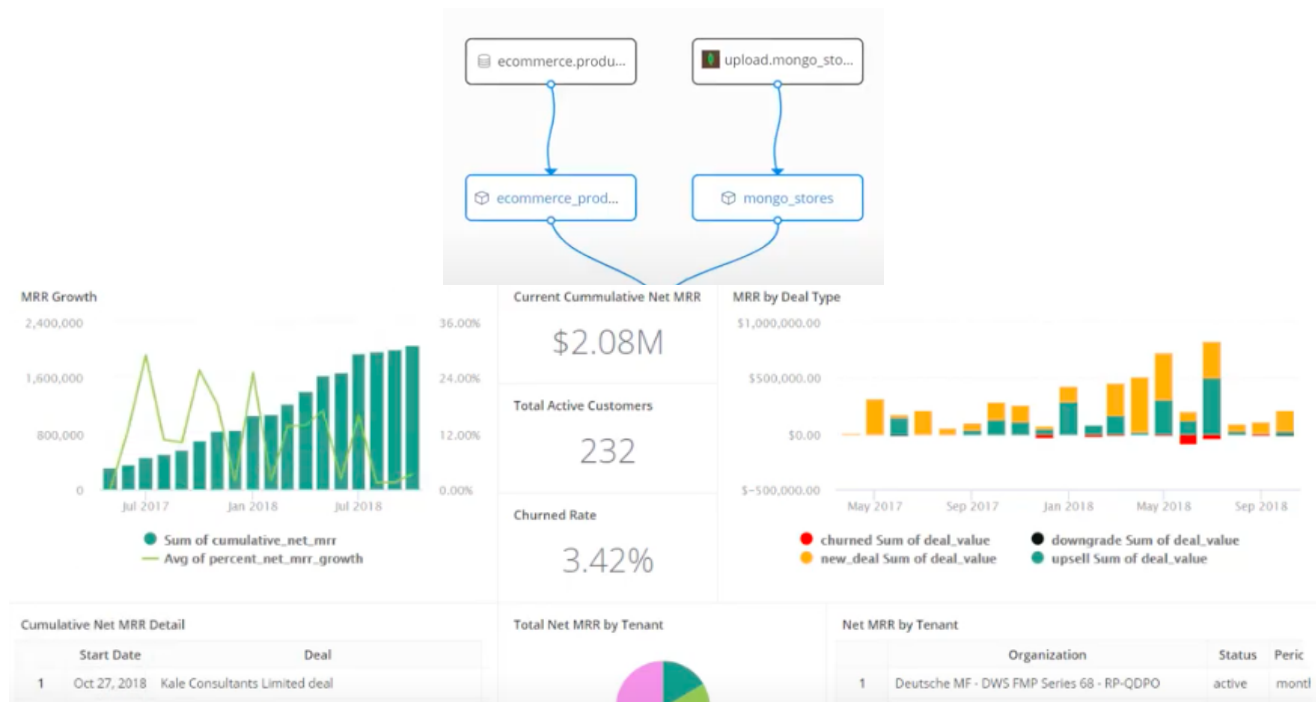 ecommerce.produ...
upload.mongo_sto...
ecommerce_prod...
mongo_stores
MRR Growth
2,400,000
1,600,000
800,000
0
36.00%
24.00%
12.00%
0.00%
Jul 2017
Jan 2018
Jul 2018
Sum of cumulative_net_mrr
Avg of percent_net_mrr_growth
Current Cummulative Net MRR
$2.08M
Total Active Customers
232
Churned Rate
3.42%
MRR by Deal Type
$1,000,000.00
$500,000.00
$0.00
$-500,000.00
May 2017
Sep 2017
Jan 2018
May 2018
Sep 2018
churned Sum of deal_value
downgrade Sum of deal_value
new_deal Sum of deal_value
upsell Sum of deal_value
Cumulative Net MRR Detail
Start Date Deal
1 Oct 27, 2018 Kale Consultants Limited deal
Total Net MRR by Tenant
Net MRR by Tenant
Organization Status Peric
1 Deutsche MF - DWS FMP Series 68 - RP-QDPO active montl